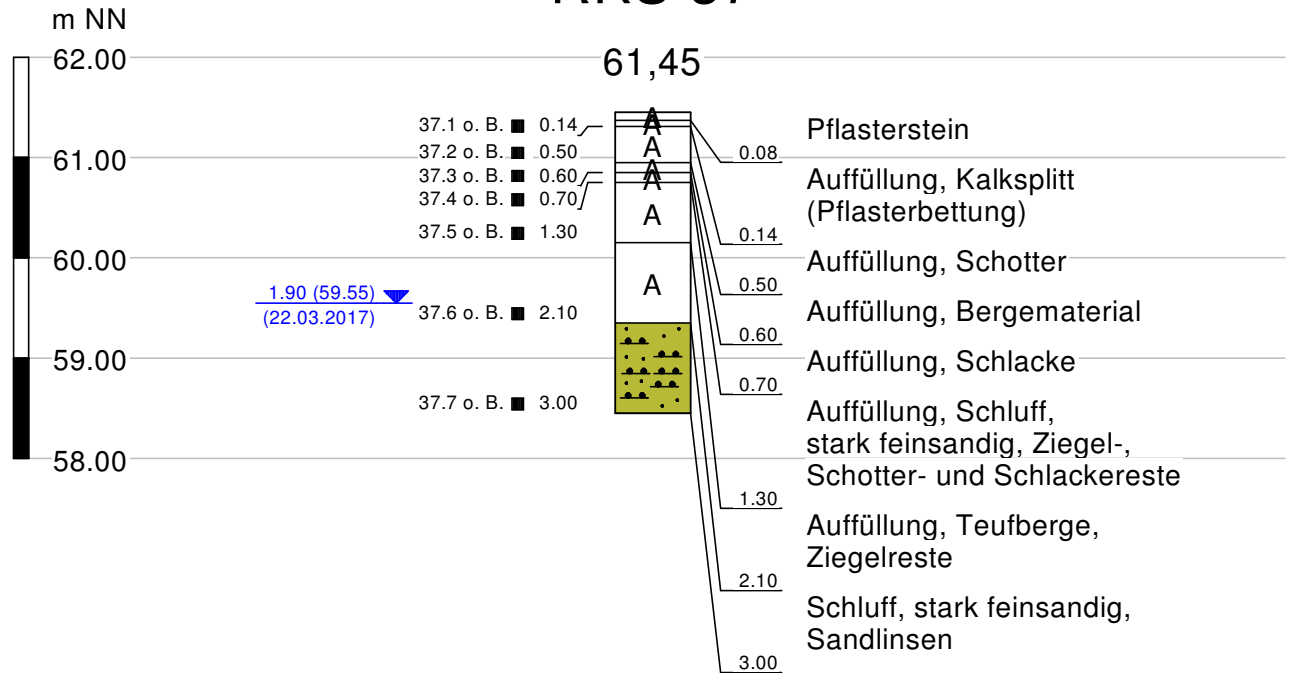 m NN
62.00
61.00
60.00
59.00
58.00
61,45
37.1 o. B. 0.14
37.2 o. B. 0.50
37.3 o. B. 0.60
37.4 o. B. 0.70
37.5 o. B. 1.30
1.90 (59.55)
(22.03.2017)
37.6 o. B. 2.10
37.7 o. B. 3.00
A
A
A
A
A
A
A
Pflasterstein
0.08
Auffüllung, Kalksplitt
(Pflasterbettung)
0.14
Auffüllung, Schotter
0.50
Auffüllung, Bergematerial
0.60
Auffüllung, Schlacke
0.70
Auffüllung, Schluff,
stark feinsandig, Ziegel-,
Schotter- und Schlackereste
1.30
Auffüllung, Teufberge,
Ziegelreste
2.10
Schluff, stark feinsandig,
Sandlinsen
3.00